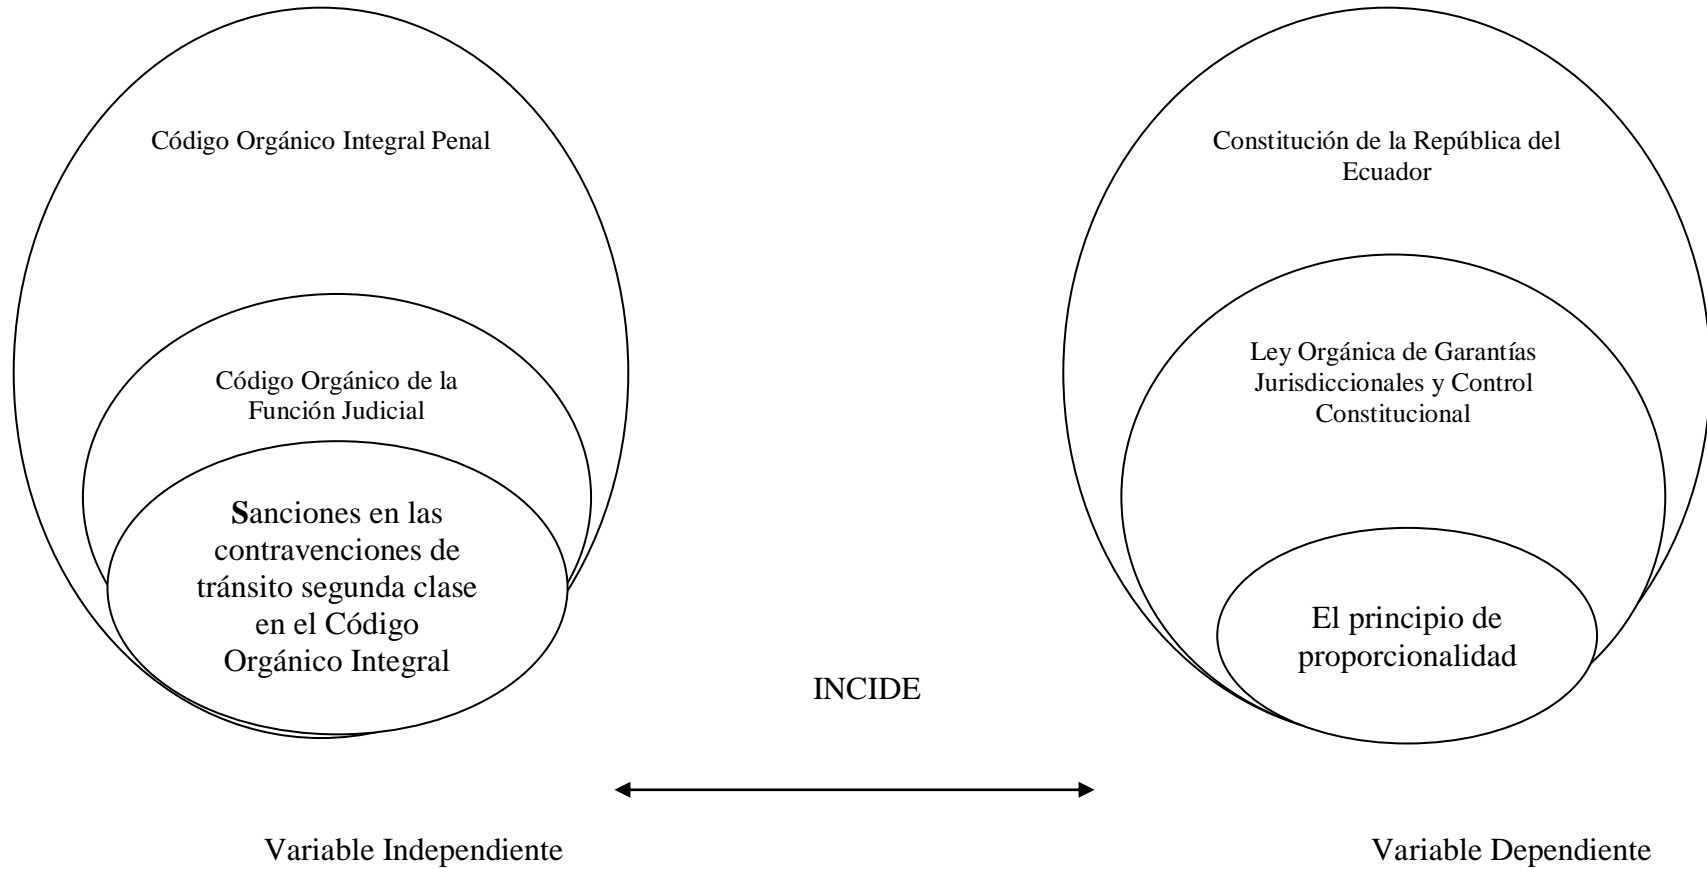 Código Orgánico Integral Penal
Código Orgánico de la
Función Judicial
Sanciones en las
contravenciones de
tránsito segunda clase
en el Código
Orgánico Integral
INCIDE
Constitución de la República del
Ecuador
Ley Orgánica de Garantías
Jurisdiccionales y Control
Constitucional
El principio de
proporcionalidad
Variable Independiente
Variable Dependiente